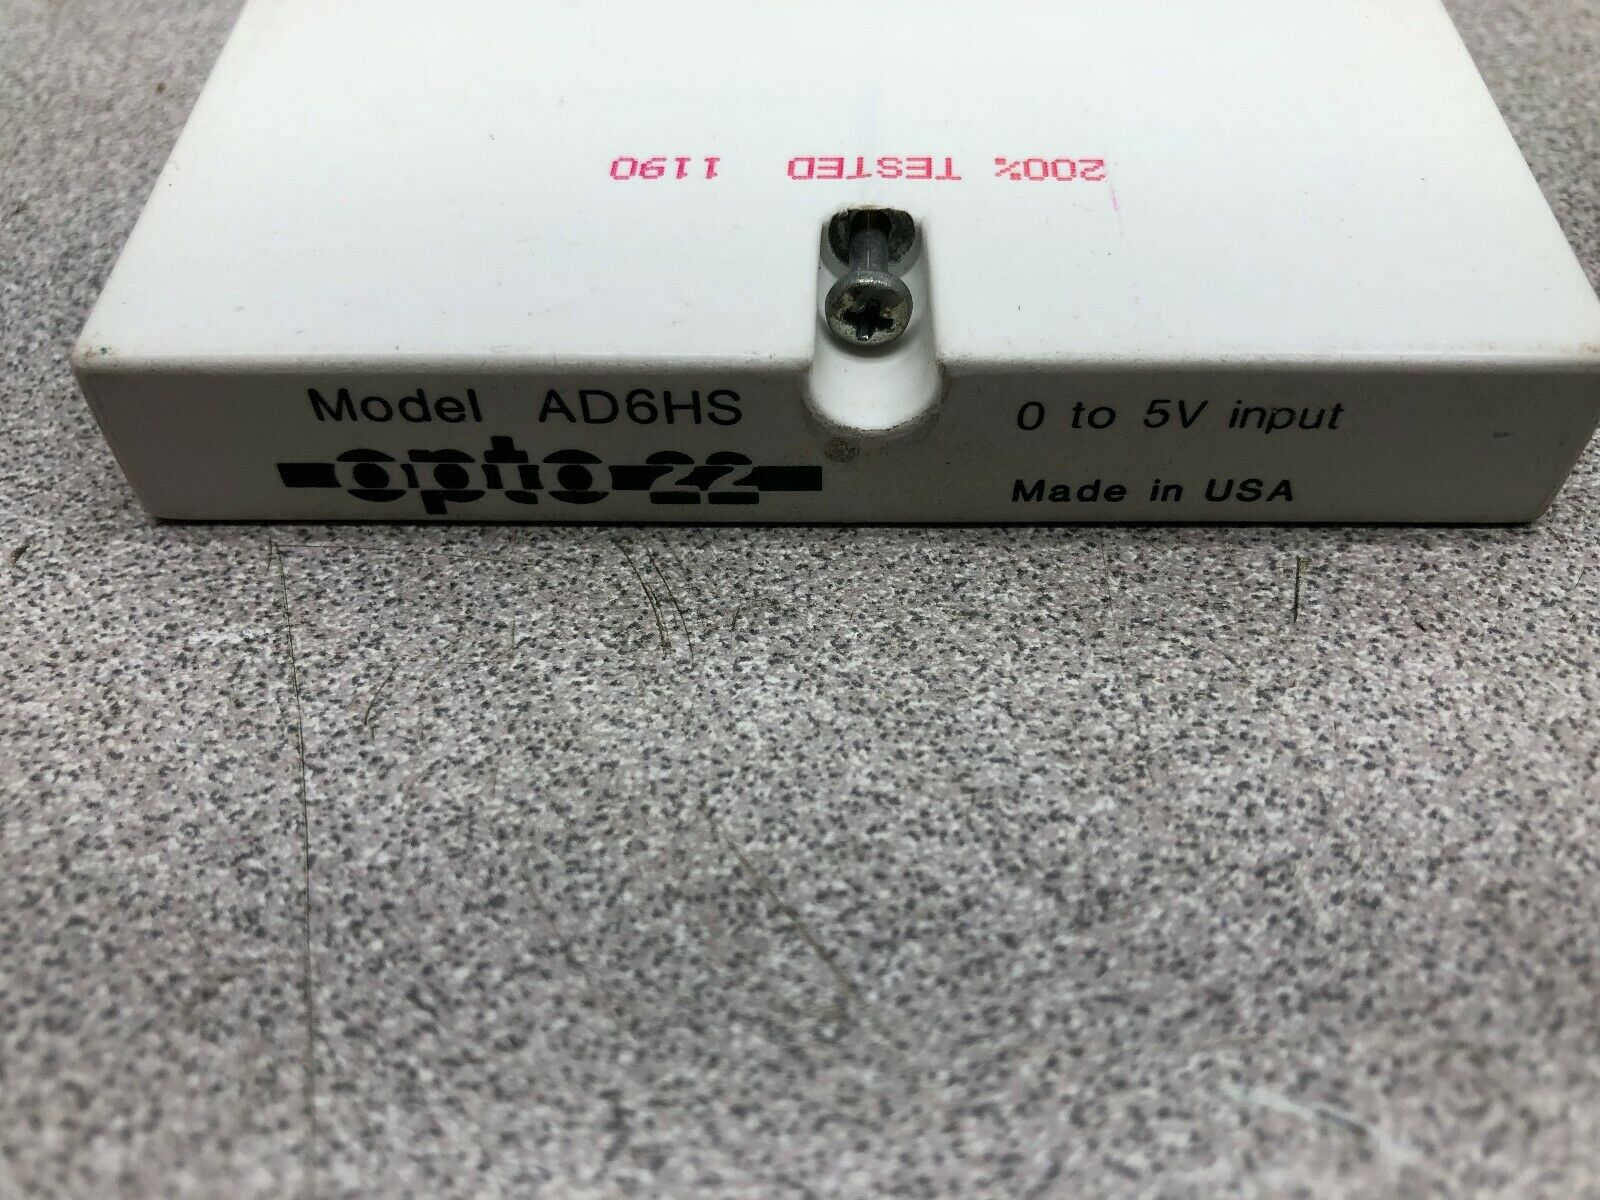 200% TESTED 1190
Model AD6HS
opto 22
0 to 5V input
Made in USA